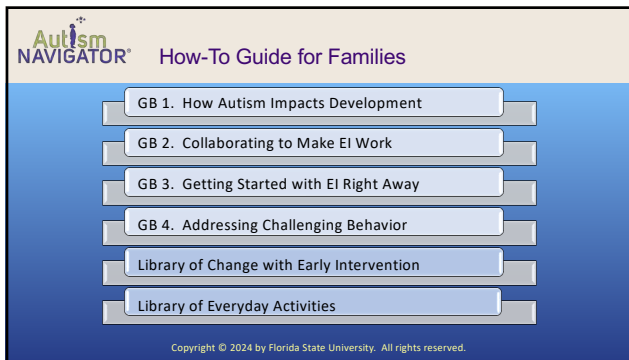 Autism
NAVIGATOR®
How-To Guide for Families
GB 1. How Autism Impacts Development
GB 2. Collaborating to Make EI Work
GB 3. Getting Started with EI Right Away
GB 4. Addressing Challenging Behavior
Library of Change with Early Intervention
Library of Everyday Activities
Copyright © 2024 by Florida State University. All rights reserved.